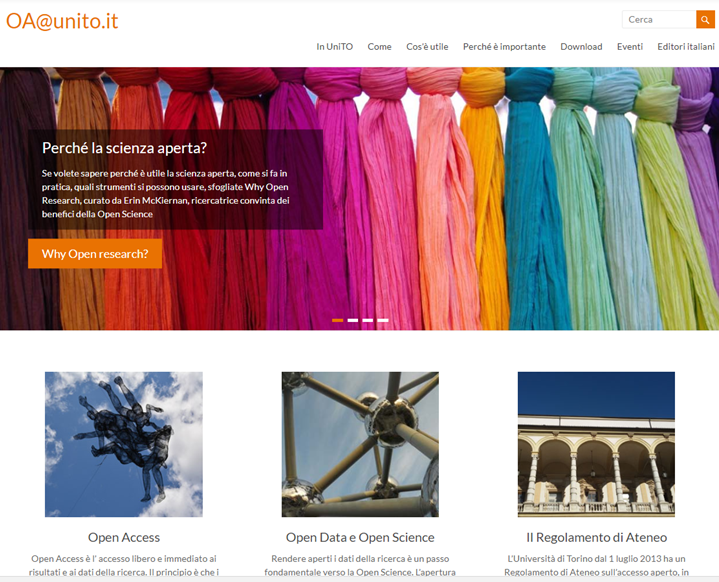 OA@unito.it
Cerca
In UniTO Come Cos'è utile Perché è importante Download Eventi Editori italiani
Perché la scienza aperta?
Se volete sapere perché è utile la scienza aperta, come si fa in
pratica, quali strumenti si possono usare, sfogliate Why Open
Research, curato da Erin McKiernan, ricercatrice convinta dei
benefici della Open Science
Why Open research?
Open Access
Open Access è l' accesso libero e immediato ai
risultati e ai dati della ricerca. Il principio è che i
Open Data e Open Science
Rendere aperti i dati della ricerca è un passo
fondamentale verso la Open Science. L'apertura
Il Regolamento di Ateneo
L'Università di Torino dal 1 luglio 2013 ha un
Regolamento di Ateneo sull'accesso aperto, in